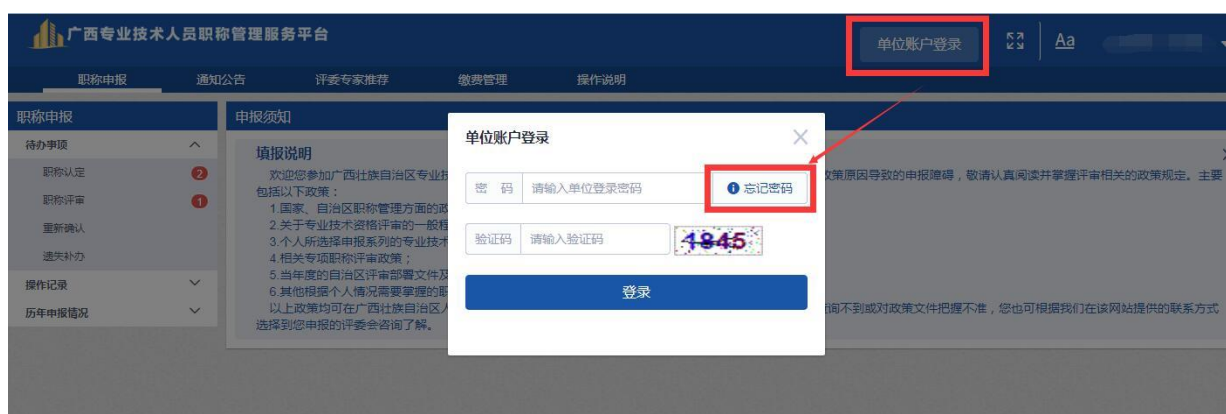 广西专业技术人员职称管理服务平台
单位账户登录
Aa
职称申报 通知公告 评委专家推荐 缴费管理 操作说明
职称申报
待办事项
职称认定 2
职称评审 1
重新确认
遗失补办
操作记录
历年申报情况
申报须知
填报说明
欢迎您参加广西壮族自治区专业技
政策原因导致的申报障碍，敬请认真阅读并掌握评审相关的政策规定。主要
包括以下政策：
1.国家、自治区职称管理方面的政
2.关于专业技术资格评审的一般程
3.个人所选择申报系列的专业技术
4.相关专项职称评审政策；
5.当年度的自治区评审部署文件及
6.其他根据个人情况需要掌握的职
以上政策均可在广西壮族自治区人
询不到或对政策文件把握不准，您也可根据我们在该网站提供的联系方式
选择到您申报的评委会咨询了解。
单位账户登录
密 码 请输入单位登录密码 忘记密码
验证码 请输入验证码 4845
登录